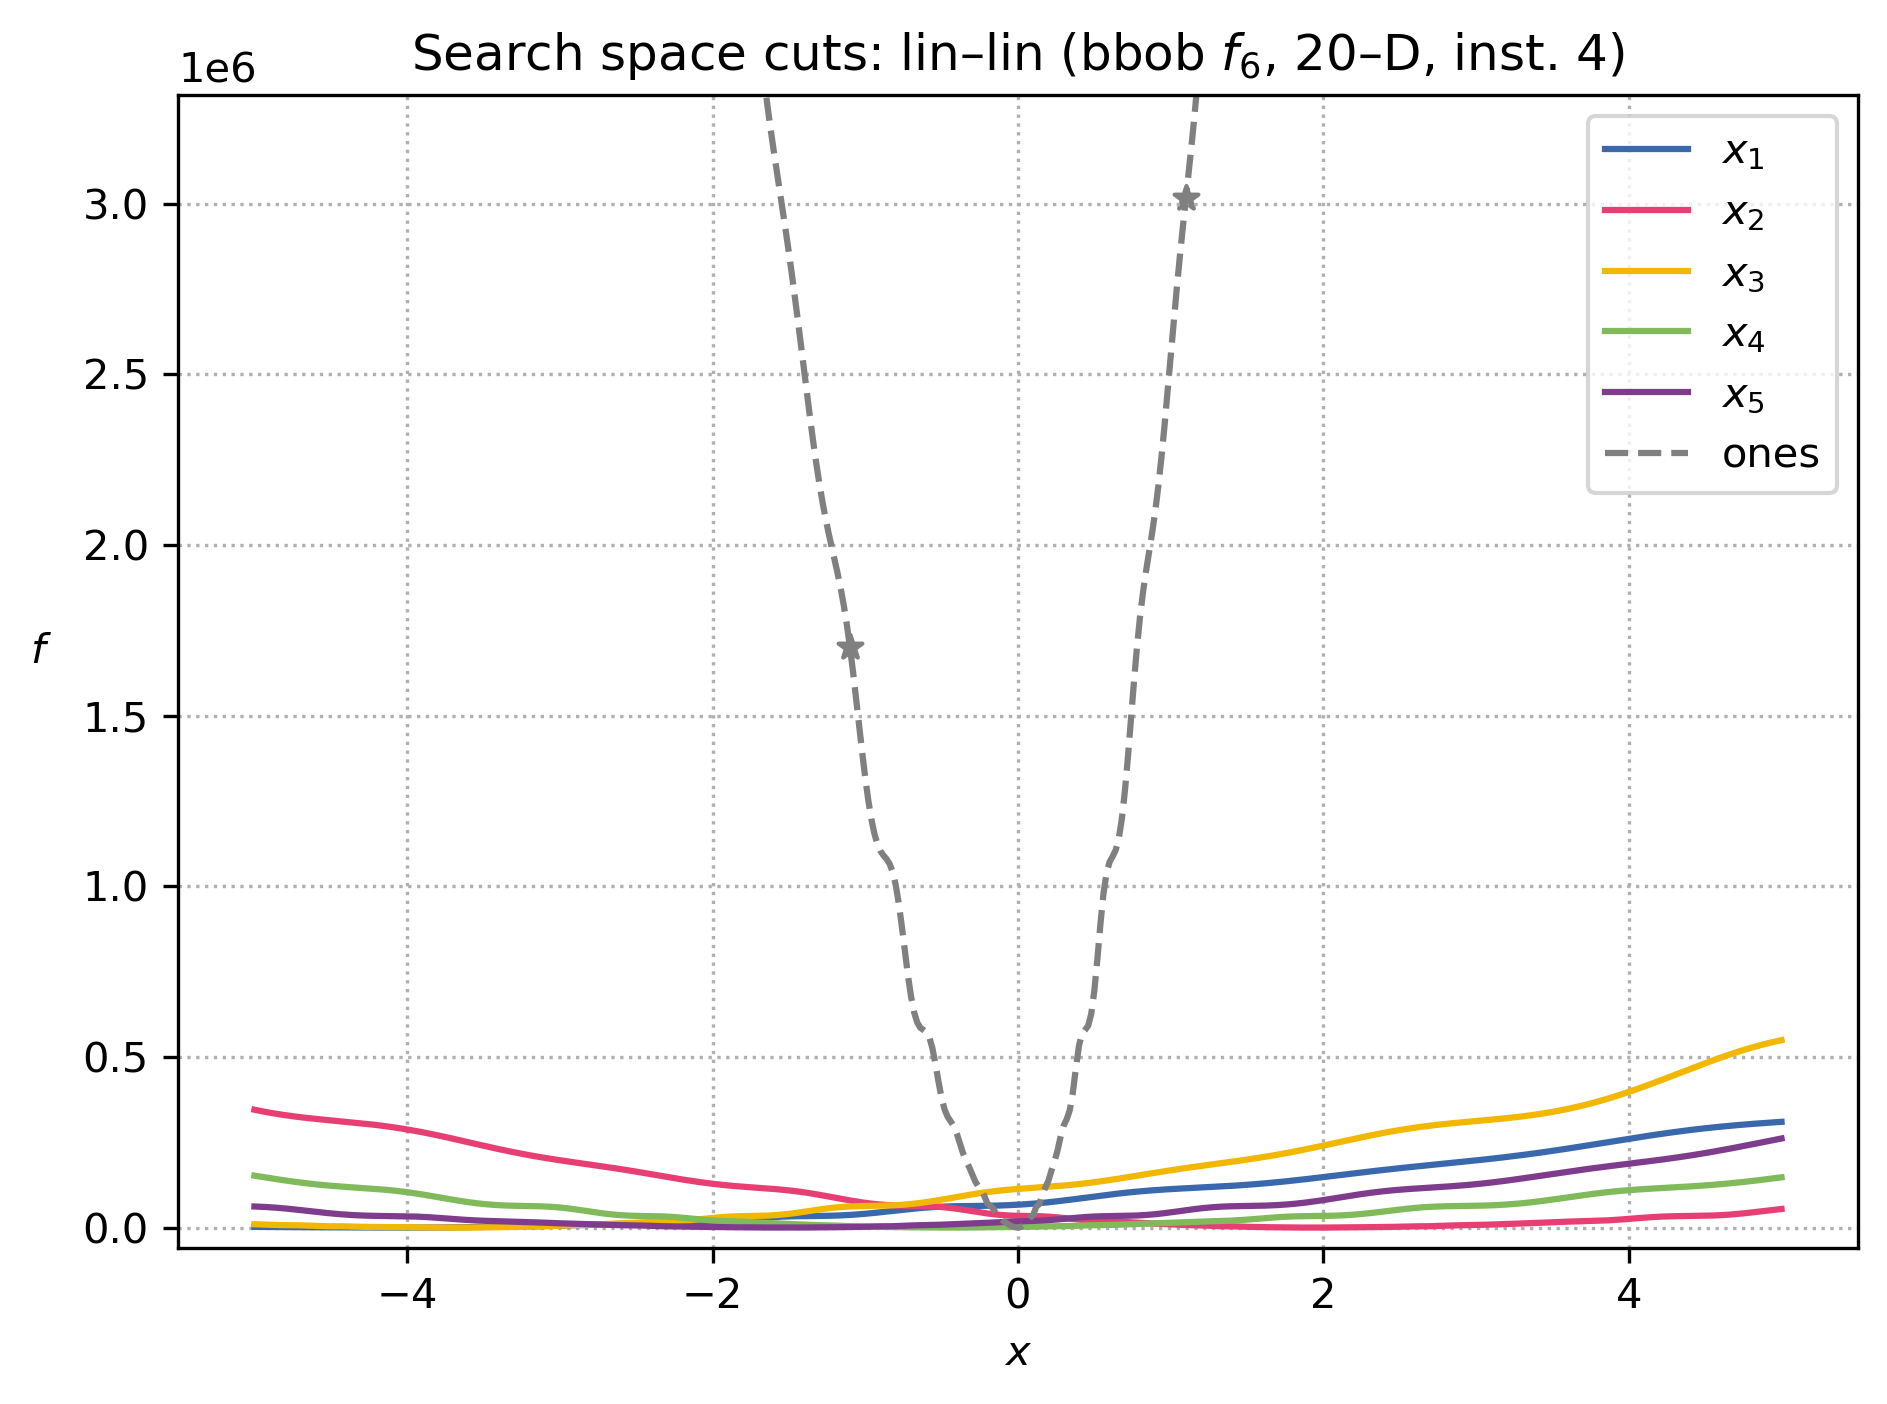 Search space cuts: lin–lin (bbob f₆, 20–D, inst. 4)
1e6
x₁
x₂
x₃
x₄
x₅
ones
3.0
2.5
2.0
1.5
1.0
0.5
0.0
f
−4 −2 0 2 4
x